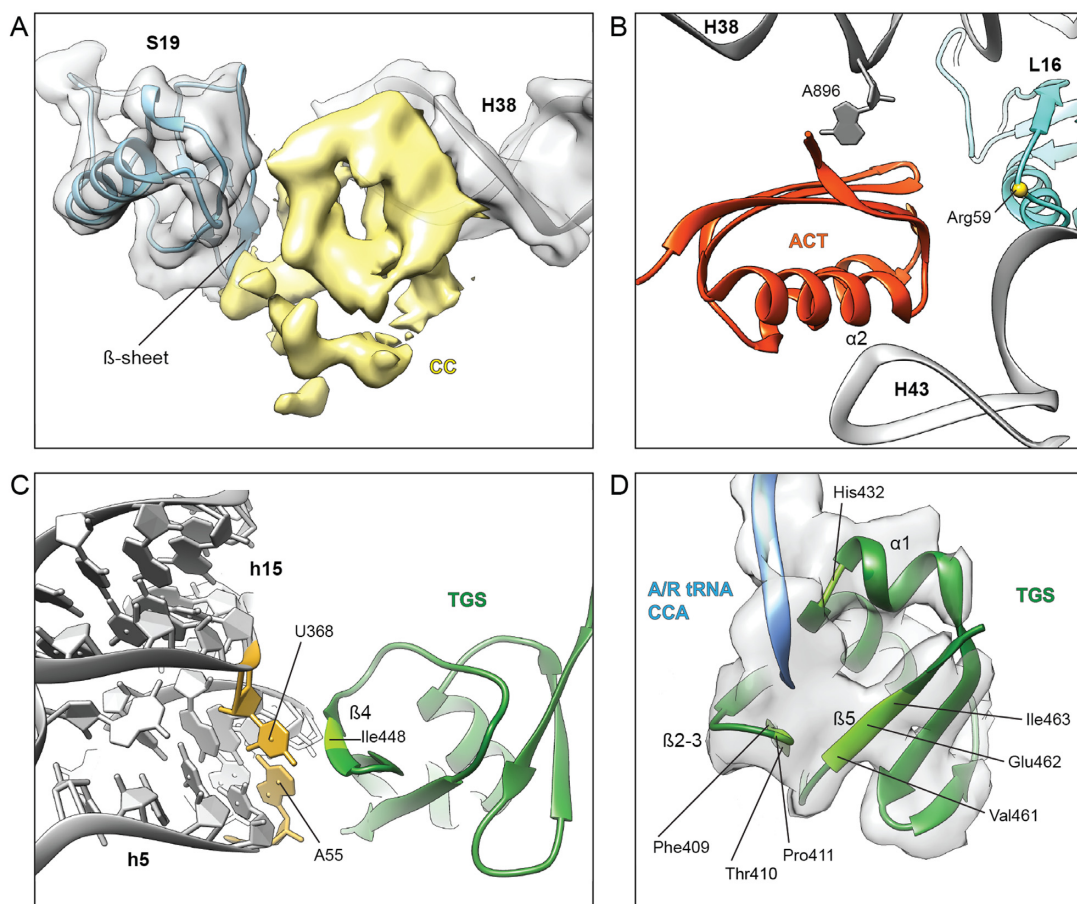 A
S19
H38
ß-sheet
CC
B
H38
L16
A896
Arg59
ACT
α2
H43
C
h15
TGS
U368
ß4
Ile448
A55
h5
D
His432
α1
A/R tRNA
CCA
TGS
ß5
Ile463
ß2-3
Glu462
Val461
Phe409
Pro411
Thr410